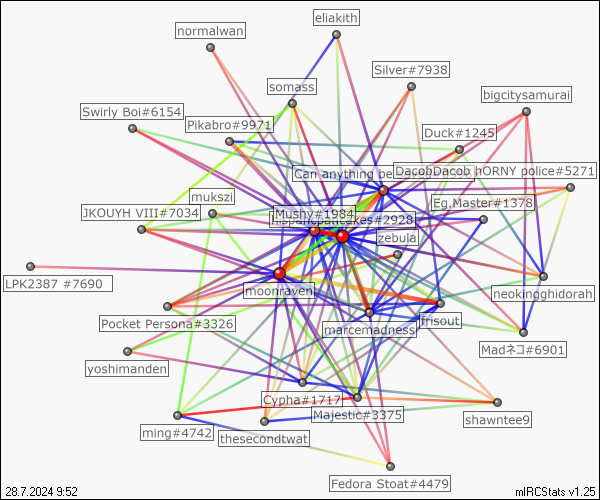 eliakith
normalwan
Silver#7938
somass
bigcitysamurai
Swirly Boi#6154
Pikabro#9971
Duck#1245
Can anything be
DacobDacob hORNY police#5271
mukszi
Eg,Master#1378
JKOUYH VIII#7034
Mushy#1984
cakes#2928
zebula
LPK2387 #7690
moonraven
neokingghidorah
Pocket Persona#3326
marcemadness
frisout
Madネコ#6901
yoshimanden
Cypha#1717
Majestic#3375
shawntee9
ming#4742
thesecondtwat
Fedora Stoat#4479
28.7.2024 9:52
mIRCStats v1.25